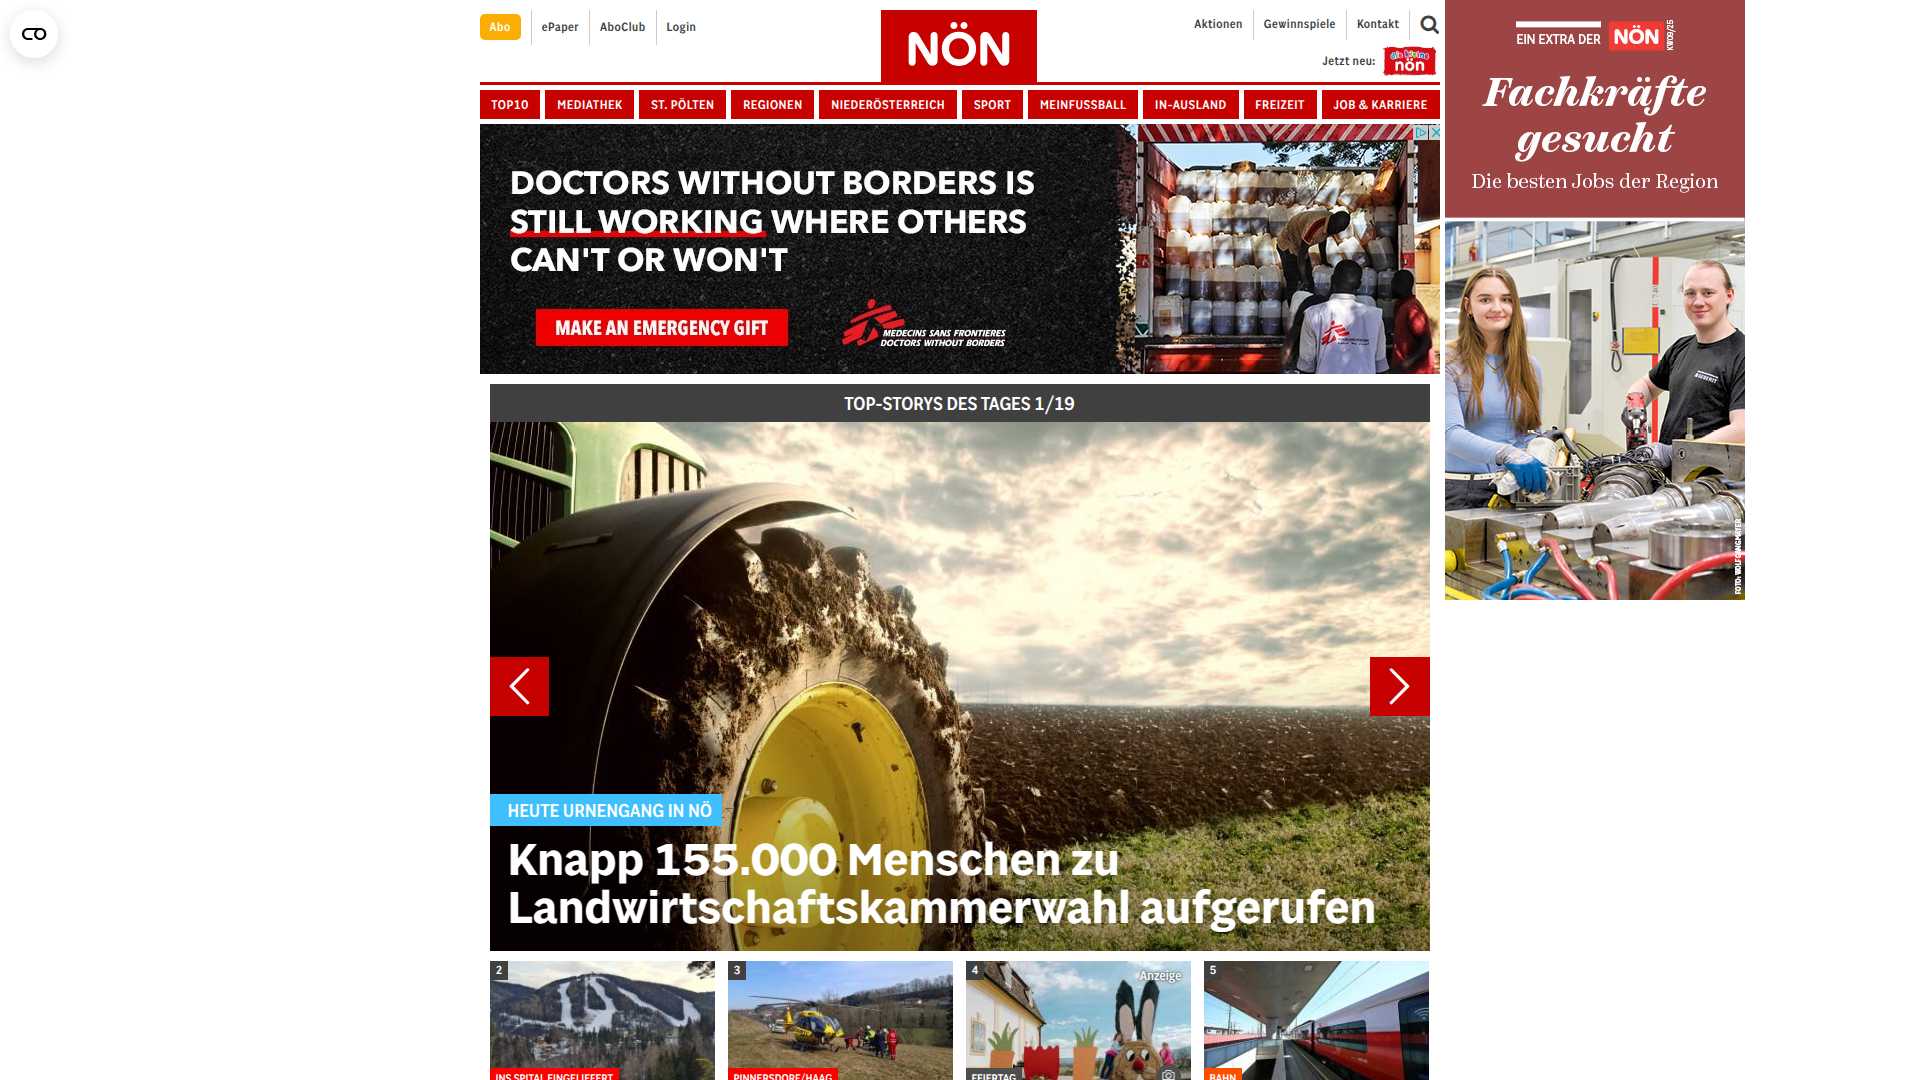 Abo
ePaper
AboClub
Login
NÖN
Aktionen
Gewinnspiele
Kontakt
Jetzt neu:
die kleine
nön
TOP10
MEDIATHEK
ST. PÖLTEN
REGIONEN
NIEDERÖSTERREICH
SPORT
MEINFUSSBALL
IN-AUSLAND
FREIZEIT
JOB & KARRIERE
DOCTORS WITHOUT BORDERS IS
STILL WORKING WHERE OTHERS
CAN'T OR WON'T
MAKE AN EMERGENCY GIFT
MEDECINS SANS FRONTIERES
DOCTORS WITHOUT BORDERS
EIN EXTRA DER NÖN
KW09/25
Fachkräfte
gesucht
Die besten Jobs der Region
FOTO: WOLFGANG MAYER
TOP-STORYS DES TAGES 1/19
HEUTE URNENGANG IN NÖ
Knapp 155.000 Menschen zu
Landwirtschaftskammerwahl aufgerufen
2
INS SPITAL EINGELIEFERT
3
PINNERSDORF/HAAG
4
Anzeige
FEIERTAG
5
BAHN